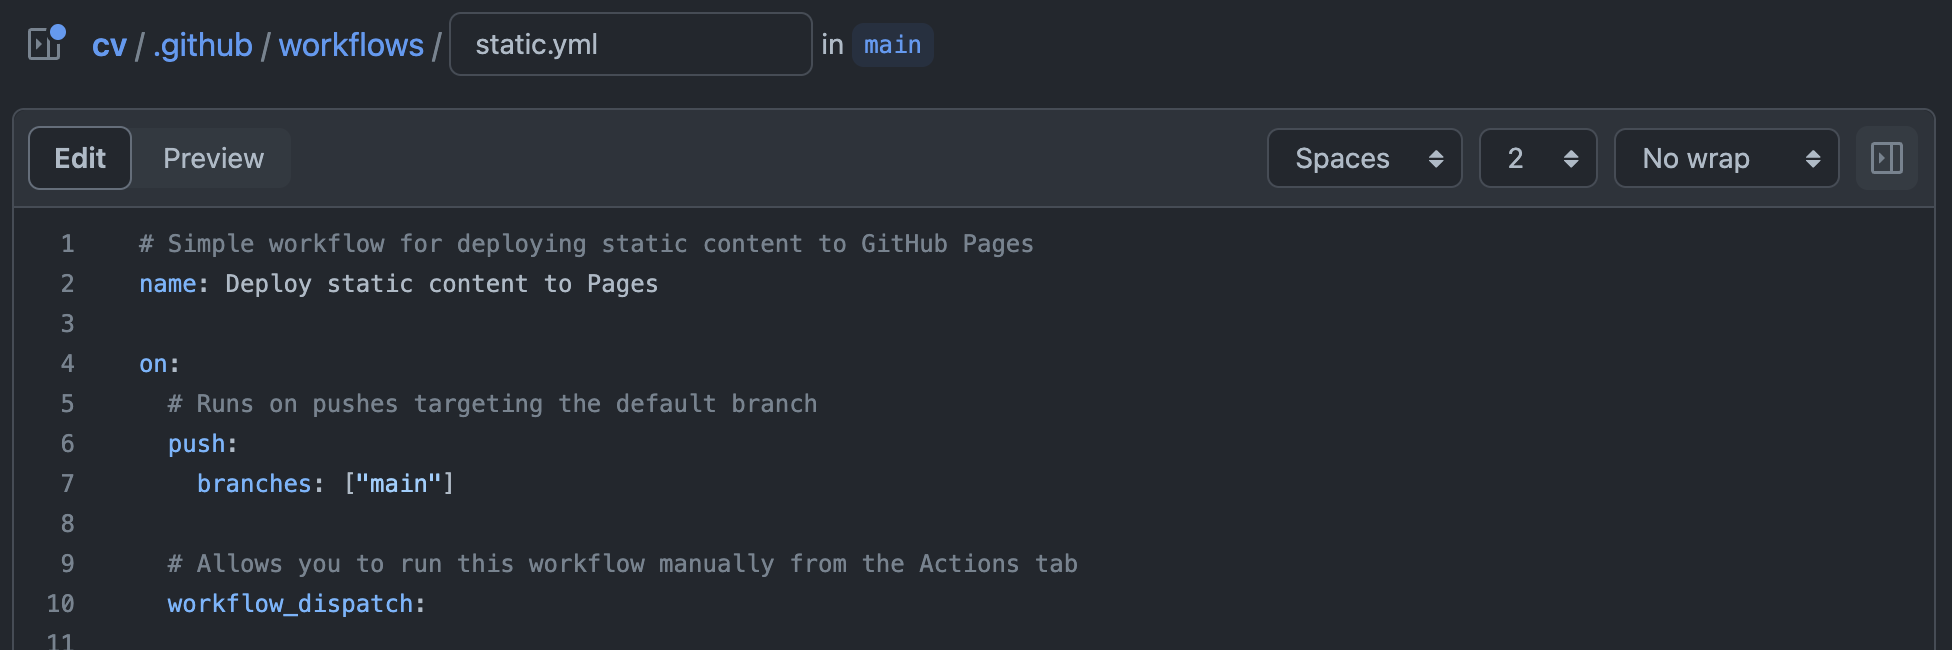 cv / .github / workflows / static.yml in main
Edit Preview Spaces 2 No wrap
1 # Simple workflow for deploying static content to GitHub Pages
2 name: Deploy static content to Pages
3
4 on:
5   # Runs on pushes targeting the default branch
6   push:
7     branches: ["main"]
8
9   # Allows you to run this workflow manually from the Actions tab
10   workflow_dispatch:
11